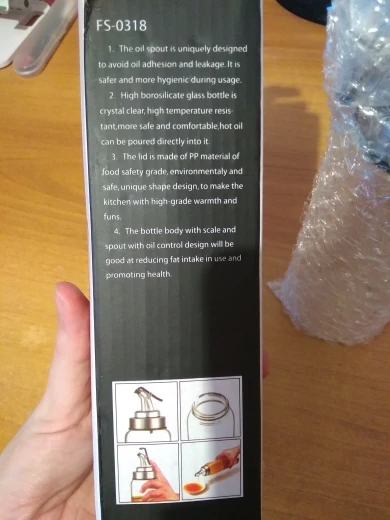 FS-0318
1. The oil spout is uniquely designed
to avoid oil adhesion and leakage. It is
safer and more hygienic during usage.
2. High borosilicate glass bottle is
crystal clear, high temperature resis-
tant,more safe and comfortable,hot oil
can be poured directly into it.
3. The lid is made of PP material of
food safety grade, environmentaly and
safe, unique shape design, to make the
kitchen with high-grade warmth and
funs.
4. The bottle body with scale and
spout with oil control design will be
good at reducing fat intake in use and
promoting health.